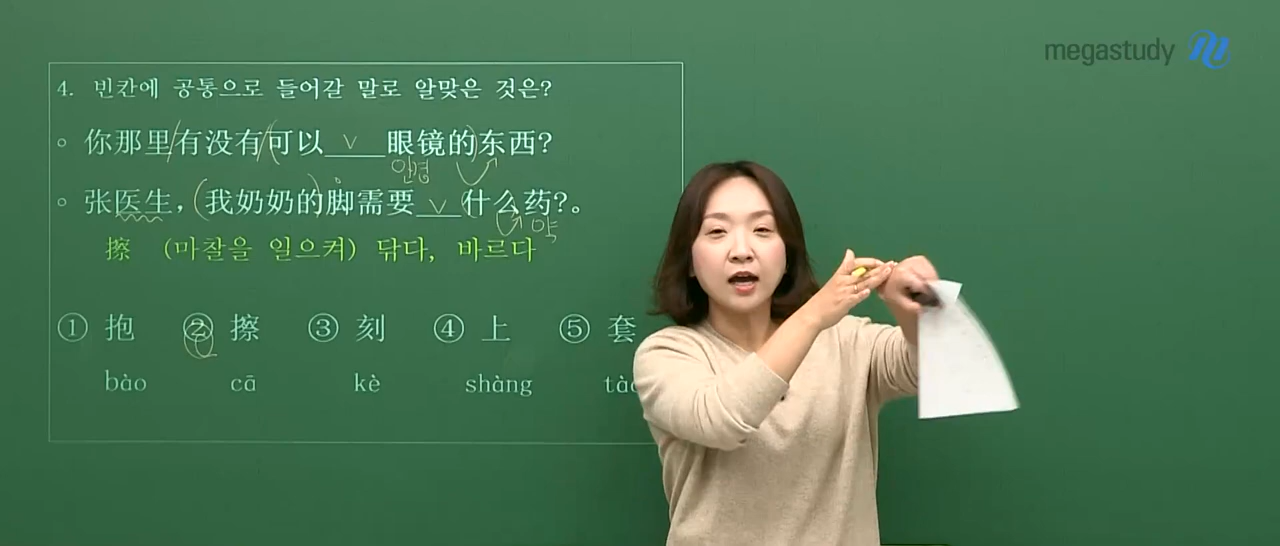 megastudy
4. 빈칸에 공통으로 들어갈 말로 알맞은 것은?
◦ 你那里有没有可以____眼镜的东西?
안경
◦ 张医生, 我奶奶的脚需要___什么药?。
약
擦 (마찰을 일으켜) 닦다, 바르다
① 抱 ② 擦 ③ 刻 ④ 上 ⑤ 套
bào cā kè shàng